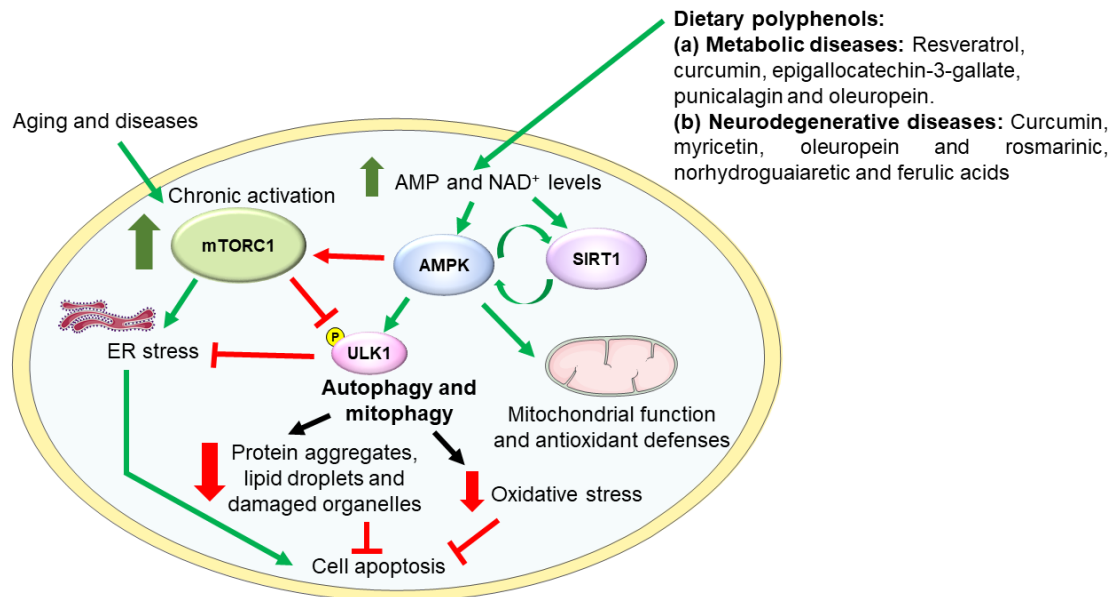 Dietary polyphenols:
(a) Metabolic diseases: Resveratrol,
curcumin, epigallocatechin-3-gallate,
punicalagin and oleuropein.
(b) Neurodegenerative diseases: Curcumin,
myricetin, oleuropein and rosmarinic,
norhydroguaiaretic and ferulic acids
Aging and diseases
Chronic activation
AMP and NAD⁺ levels
mTORC1
AMPK
SIRT1
P
ULK1
ER stress
Autophagy and
mitophagy
Mitochondrial function
and antioxidant defenses
Protein aggregates,
lipid droplets and
damaged organelles
Oxidative stress
Cell apoptosis